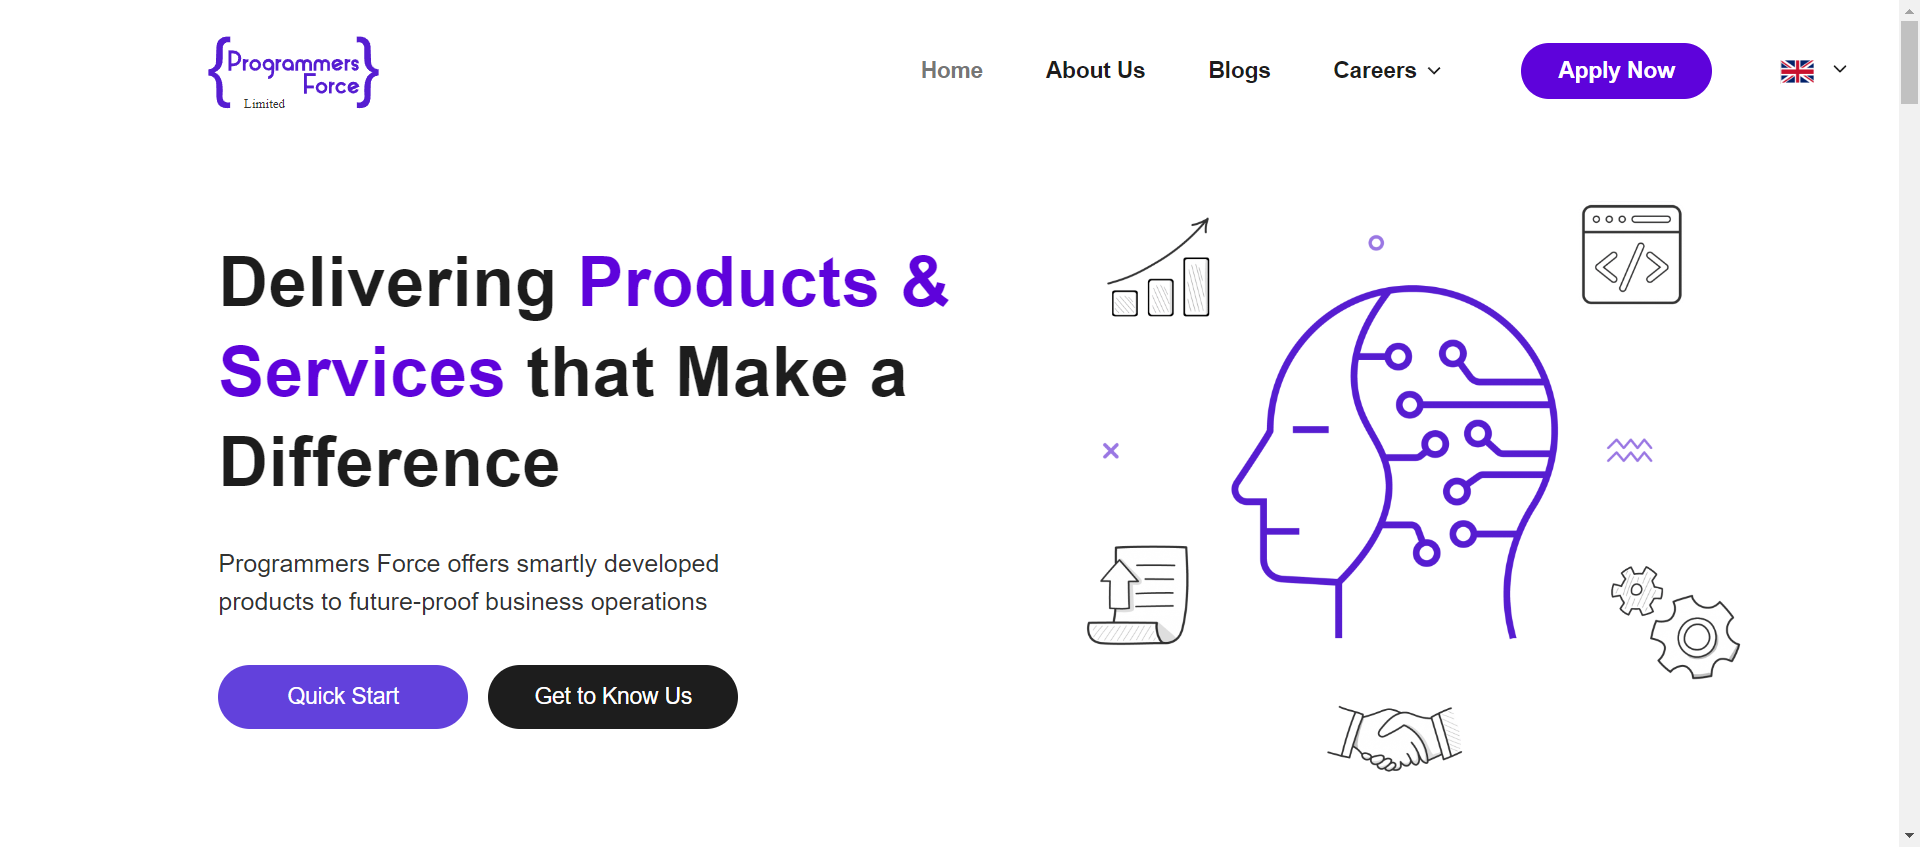 Programmers
Force
Limited
Home
About Us
Blogs
Careers
Apply Now
Delivering Products &
Services that Make a
Difference
Programmers Force offers smartly developed
products to future-proof business operations
Quick Start
Get to Know Us